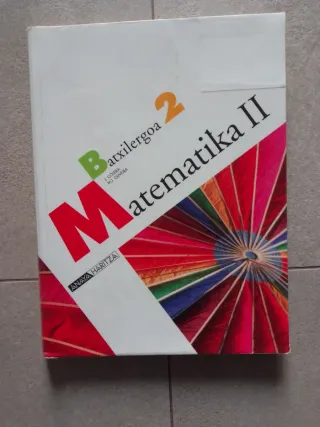 Batxilergoa 2
Matematika II
ANAYA HARITZA